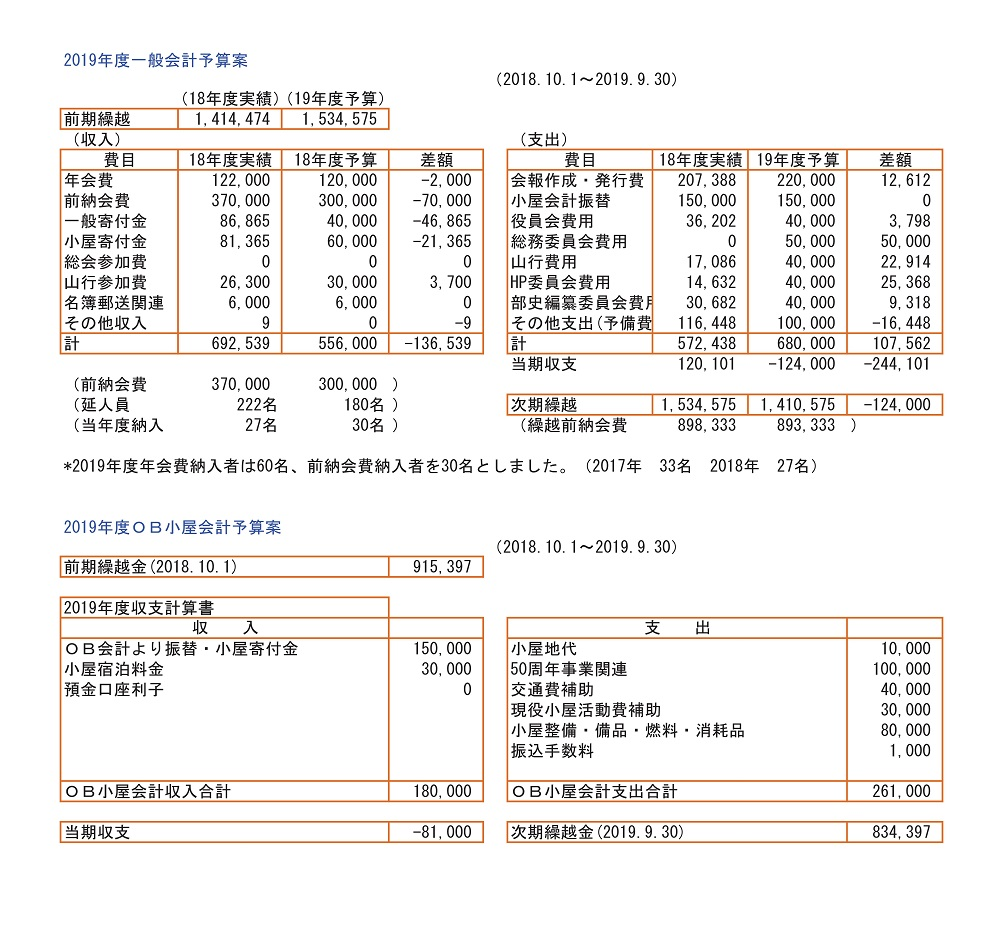 2019年度一般会計予算案
(2018.10.1～2019.9.30)
(18年度実績) (19年度予算)
前期繰越 1,414,474 1,534,575
(収入) (支出)
費目 18年度実績 18年度予算 差額 費目 18年度実績 19年度予算 差額
年会費 122,000 120,000 -2,000 会報作成・発行費 207,388 220,000 12,612
前納会費 370,000 300,000 -70,000 小屋会計振替 150,000 150,000 0
一般寄付金 86,865 40,000 -46,865 役員会費用 36,202 40,000 3,798
小屋寄付金 81,365 60,000 -21,365 総務委員会費用 0 50,000 50,000
総会参加費 0 0 0 山行費用 17,086 40,000 22,914
山行参加費 26,300 30,000 3,700 HP委員会費用 14,632 40,000 25,368
名簿郵送関連 6,000 6,000 0 部史編纂委員会費 30,682 40,000 9,318
その他収入 9 0 -9 その他支出(予備費 116,448 100,000 -16,448
計 692,539 556,000 -136,539 計 572,438 680,000 107,562
当期収支 120,101 -124,000 -244,101
(前納会費 370,000 300,000 )
(延人員 222名 180名 ) 次期繰越 1,534,575 1,410,575 -124,000
(当年度納入 27名 30名 ) (繰越前納会費 898,333 893,333 )
*2019年度年会費納入者は60名、前納会費納入者を30名としました。(2017年 33名 2018年 27名)
2019年度ＯＢ小屋会計予算案
(2018.10.1～2019.9.30)
前期繰越金(2018.10.1) 915,397
2019年度収支計算書
収 入 支 出
ＯＢ会計より振替・小屋寄付金 150,000 小屋地代 10,000
小屋宿泊料金 30,000 50周年事業関連 100,000
預金口座利子 0 交通費補助 40,000
現役小屋活動費補助 30,000
小屋整備・備品・燃料・消耗品 80,000
振込手数料 1,000
ＯＢ小屋会計収入合計 180,000 ＯＢ小屋会計支出合計 261,000
当期収支 -81,000 次期繰越金(2019.9.30) 834,397